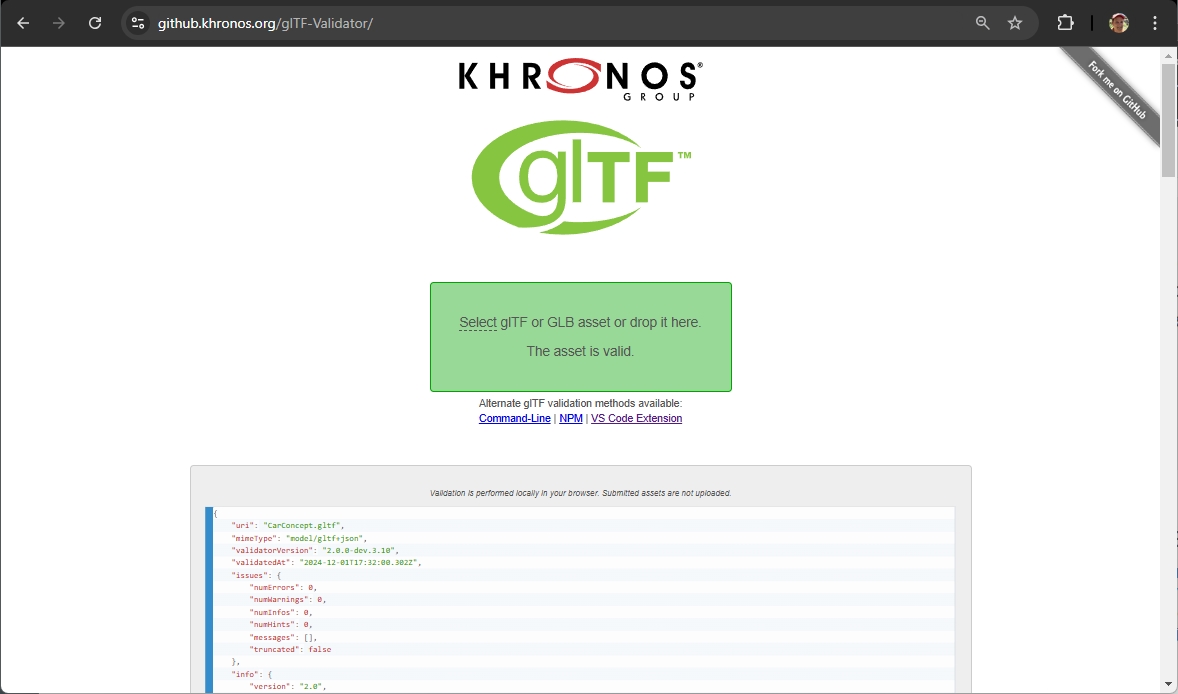 github.khronos.org/glTF-Validator/
Fork me on GitHub
KHRONOS®
GROUP
glTF™
Select glTF or GLB asset or drop it here.
The asset is valid.
Alternate glTF validation methods available:
Command-Line | NPM | VS Code Extension
Validation is performed locally in your browser. Submitted assets are not uploaded.
{
"uri": "CarConcept.gltf",
"mimeType": "model/gltf+json",
"validatorVersion": "2.0.0-dev.3.10",
"validatedAt": "2024-12-01T17:32:00.302Z",
"issues": {
"numErrors": 0,
"numWarnings": 0,
"numInfos": 0,
"numHints": 0,
"messages": [],
"truncated": false
},
"info": {
"version": "2.0",